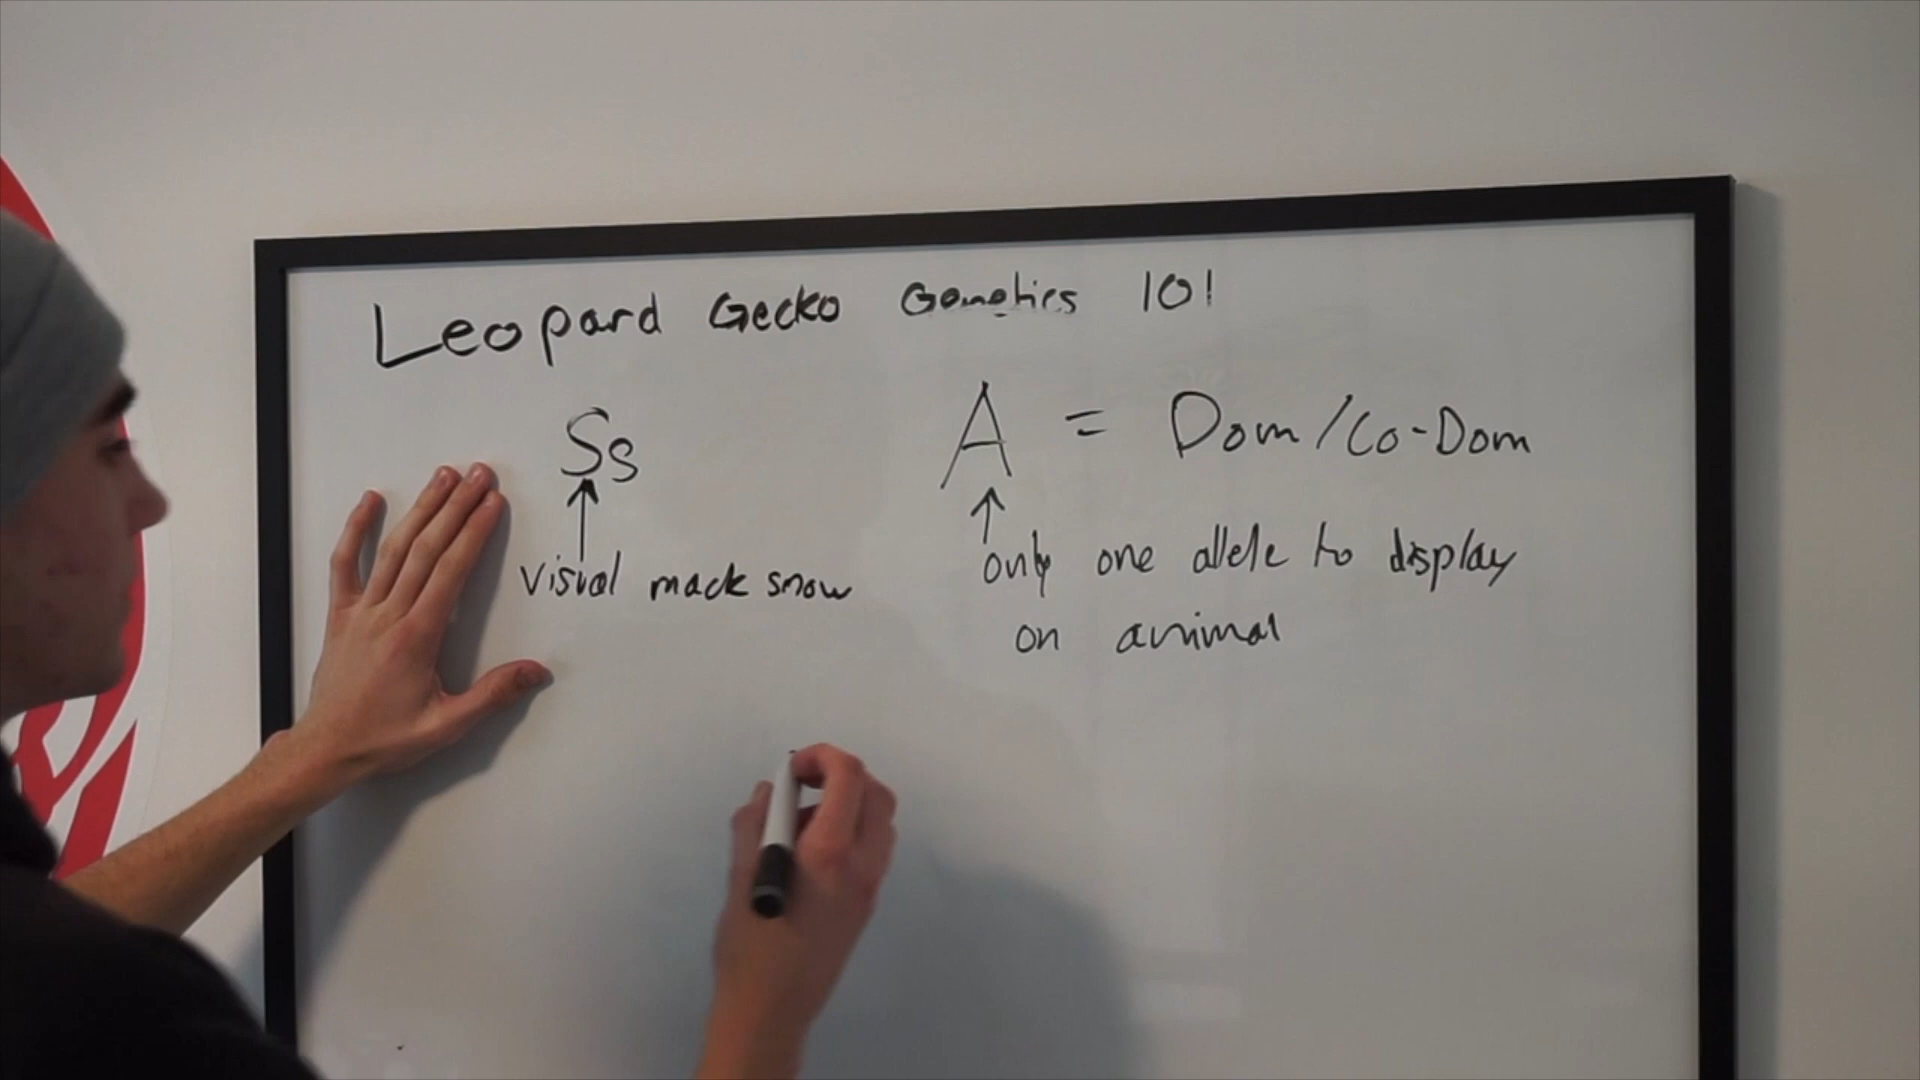 Leopard Gecko Genetics 101
Ss
↑
visual mack snow
A = Dom/Co-Dom
↑
only one allele to display
on animal